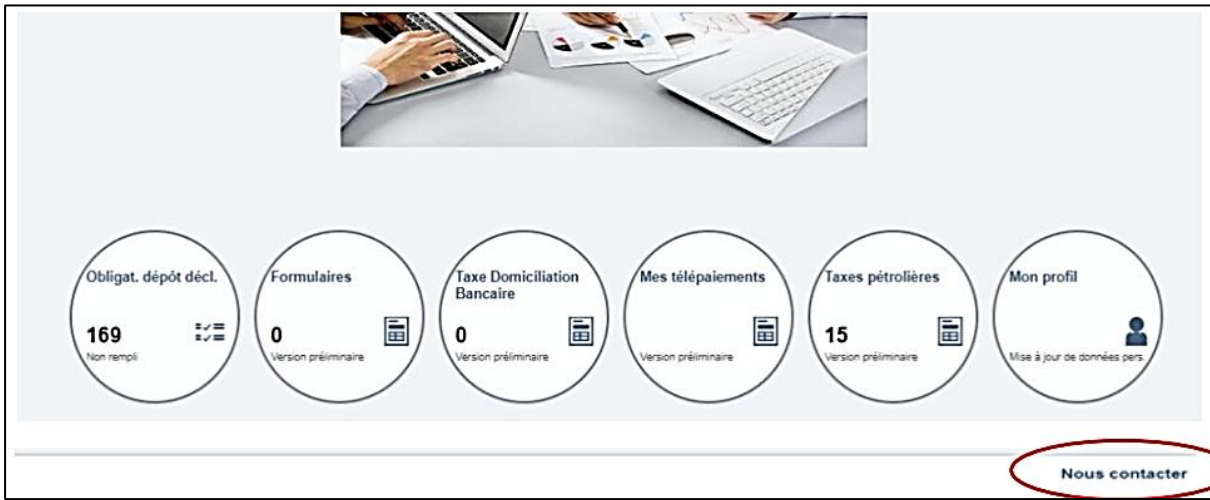 Obligat. dépôt décl.
169
Non rempli
Formulaires
0
Version préliminaire
Taxe Domiciliation
Bancaire
0
Version préliminaire
Mes télépaiements
Version préliminaire
Taxes pétrolières
15
Version préliminaire
Mon profil
Mise à jour de données pers.
Nous contacter